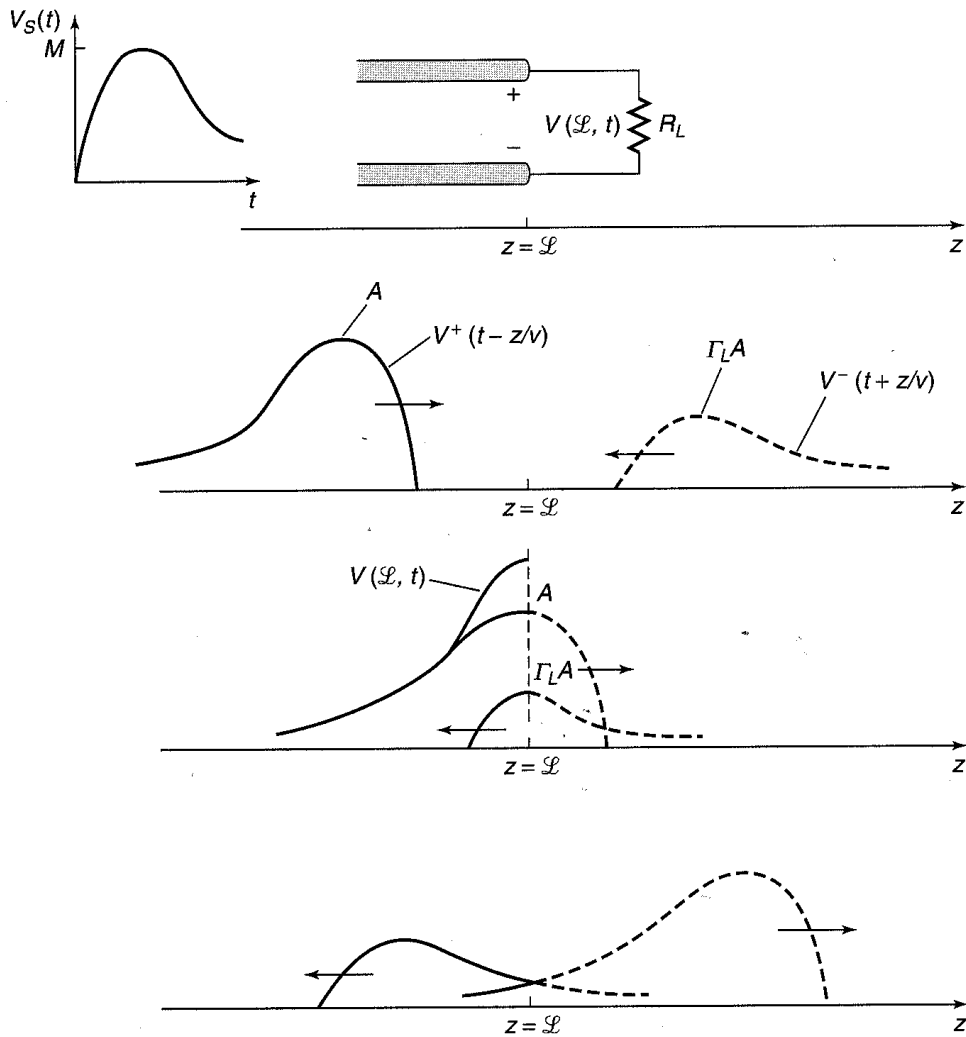 V_S(t)
M
t
+
V(ℒ, t)
R_L
−
z = ℒ
z
A
V⁺ (t − z/v)
Γ_L A
V⁻ (t + z/v)
z = ℒ
z
V(ℒ, t)
A
Γ_L A
z = ℒ
z
z = ℒ
z